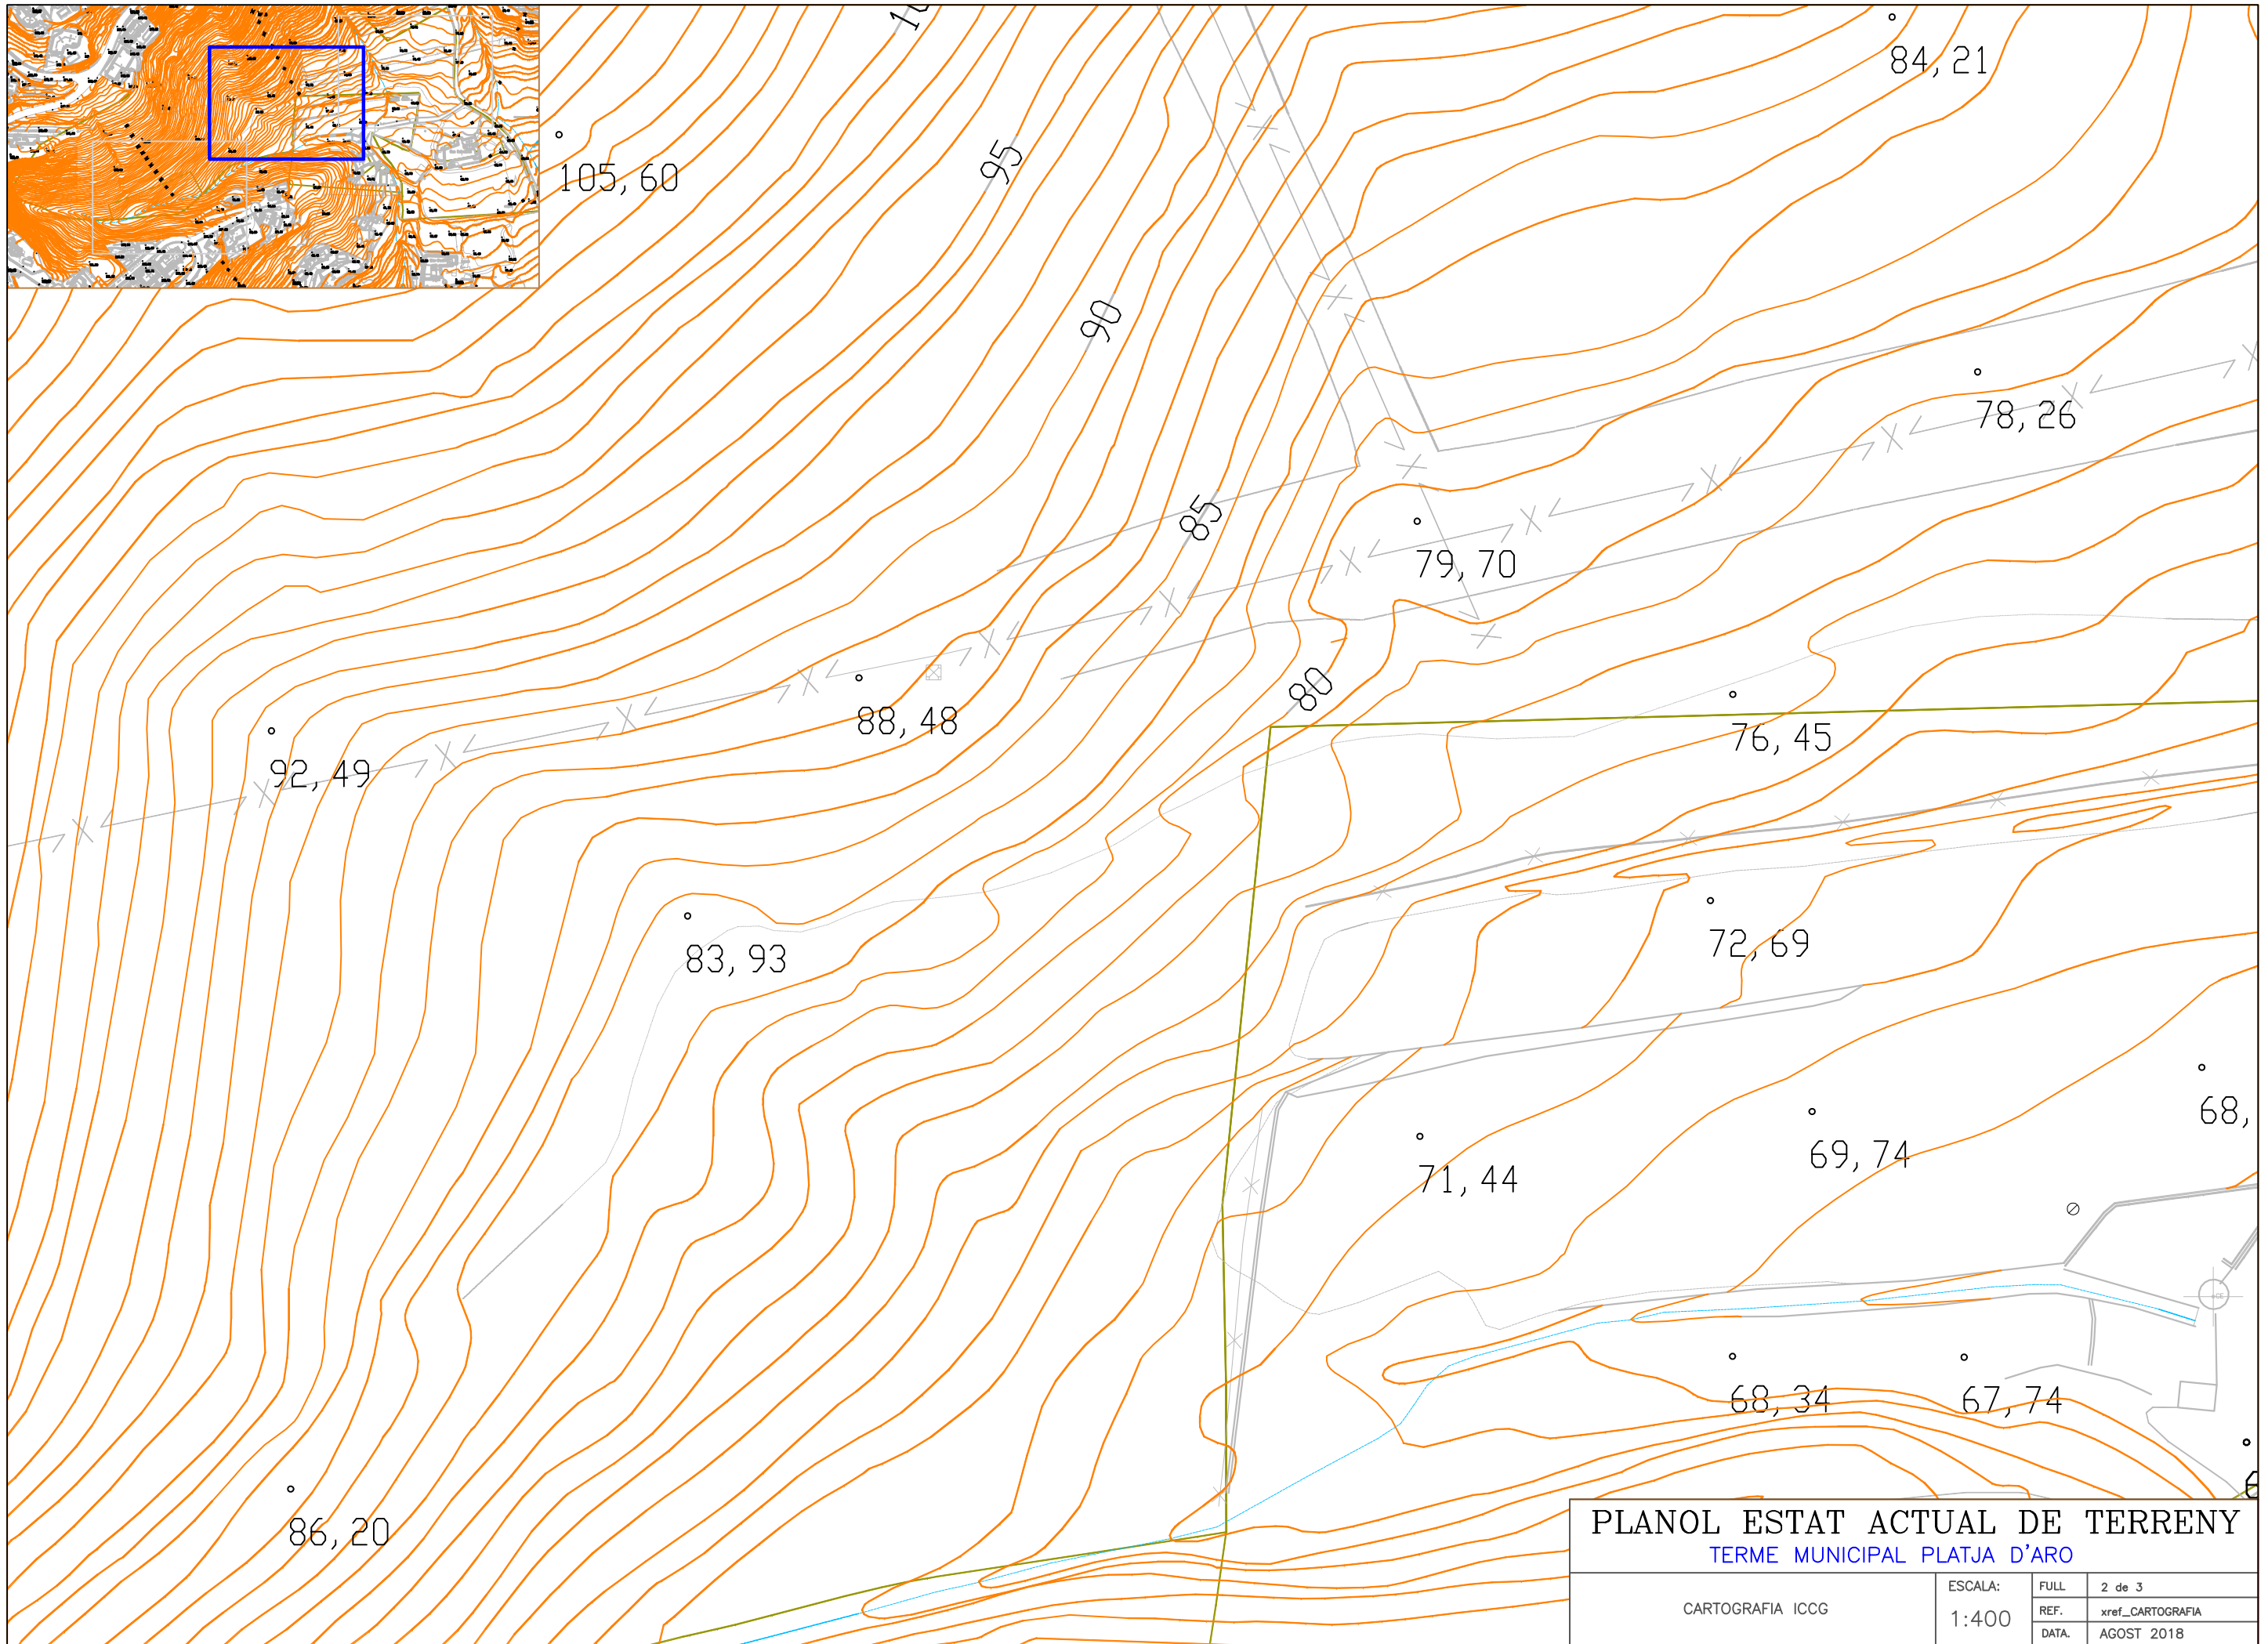 84,21
105,60
95
90
78,26
85
79,70
80
76,45
88,48
92,49
72,69
83,93
68,
69,74
71,44
68,34
67,74
86,20
PLANOL ESTAT ACTUAL DE TERRENY
TERME MUNICIPAL PLATJA D'ARO
CARTOGRAFIA ICCG
ESCALA:
1:400
FULL 2 de 3
REF. xref_CARTOGRAFIA
DATA. AGOST 2018